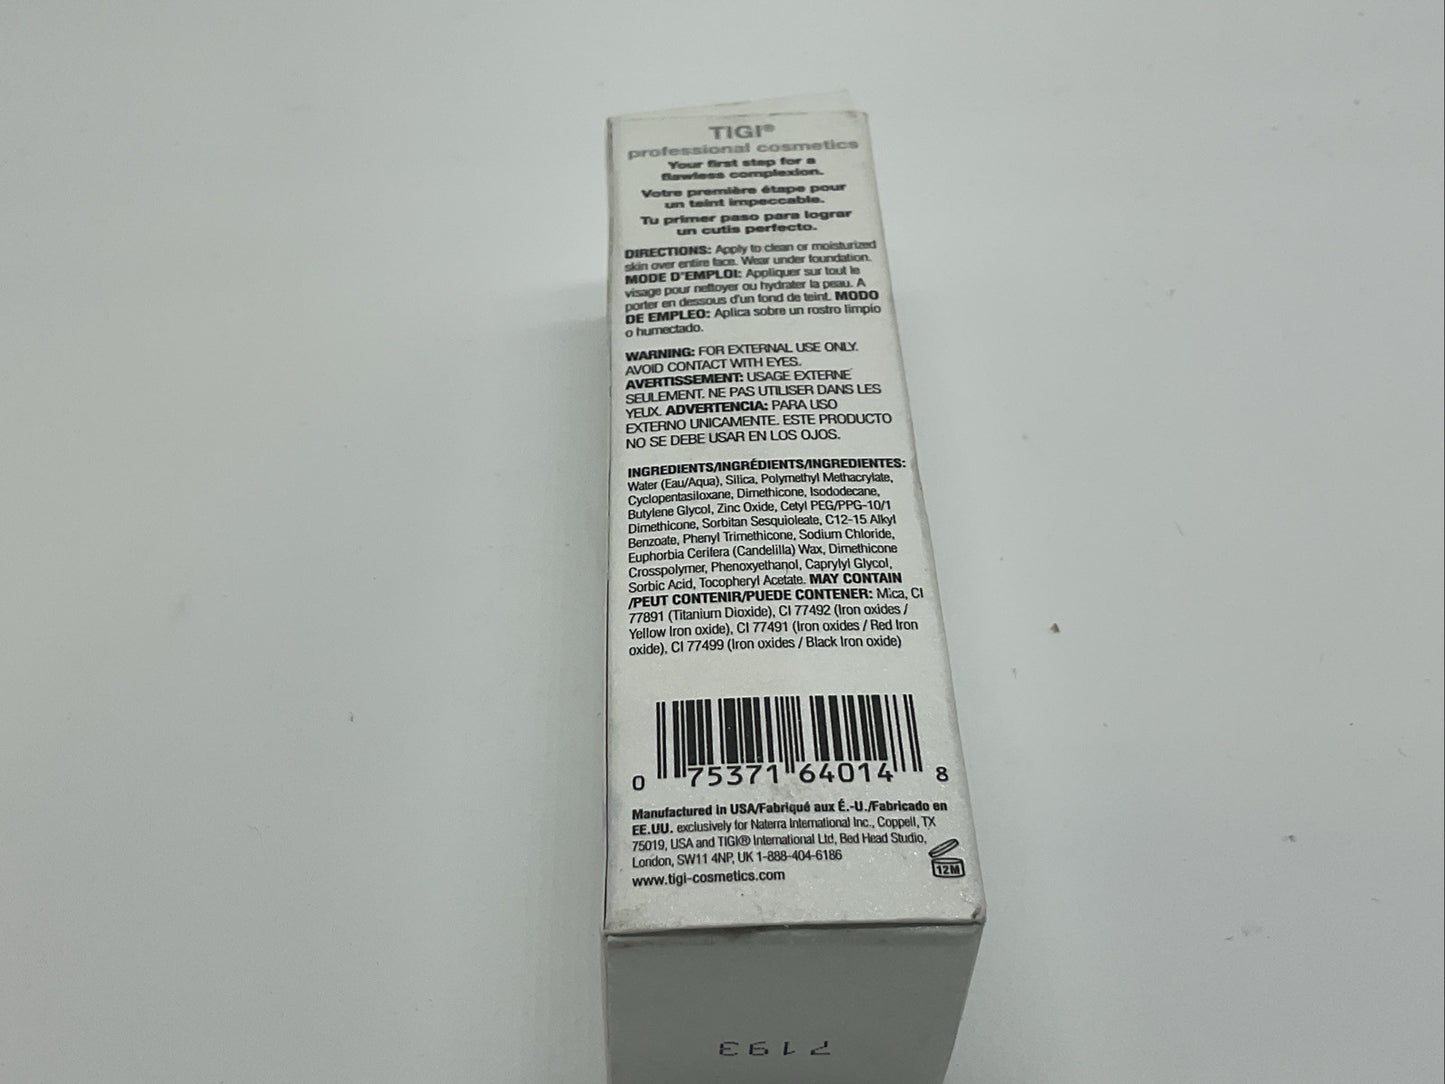 TIGI®
professional cosmetics
Your first step for a
flawless complexion.
Votre première étape pour
un teint impeccable.
Tu primer paso para lograr
un cutis perfecto.
DIRECTIONS: Apply to clean or moisturized
skin over entire face. Wear under foundation.
MODE D'EMPLOI: Appliquer sur tout le
visage pour nettoyer ou hydrater la peau. A
porter en dessous d'un fond de teint. MODO
DE EMPLEO: Aplica sobre un rostro limpio
o humectado.
WARNING: FOR EXTERNAL USE ONLY.
AVOID CONTACT WITH EYES.
AVERTISSEMENT: USAGE EXTERNE
SEULEMENT. NE PAS UTILISER DANS LES
YEUX. ADVERTENCIA: PARA USO
EXTERNO UNICAMENTE. ESTE PRODUCTO
NO SE DEBE USAR EN LOS OJOS.
INGREDIENTS/INGRÉDIENTS/INGREDIENTES:
Water (Eau/Aqua), Silica, Polymethyl Methacrylate,
Cyclopentasiloxane, Dimethicone, Isododecane,
Butylene Glycol, Zinc Oxide, Cetyl PEG/PPG-10/1
Dimethicone, Sorbitan Sesquioleate, C12-15 Alkyl
Benzoate, Phenyl Trimethicone, Sodium Chloride,
Euphorbia Cerifera (Candelilla) Wax, Dimethicone
Crosspolymer, Phenoxyethanol, Caprylyl Glycol,
Sorbic Acid, Tocopheryl Acetate. MAY CONTAIN
/PEUT CONTENIR/PUEDE CONTENER: Mica, CI
77891 (Titanium Dioxide), CI 77492 (Iron oxides /
Yellow Iron oxide), CI 77491 (Iron oxides / Red Iron
oxide), CI 77499 (Iron oxides / Black Iron oxide)
0 75371 64014 8
Manufactured in USA/Fabriqué aux É.-U./Fabricado en
EE.UU. exclusively for Naterra International Inc., Coppell, TX
75019, USA and TIGI® International Ltd, Bed Head Studio,
London, SW11 4NP, UK 1-888-404-6186
www.tigi-cosmetics.com
12M
7193